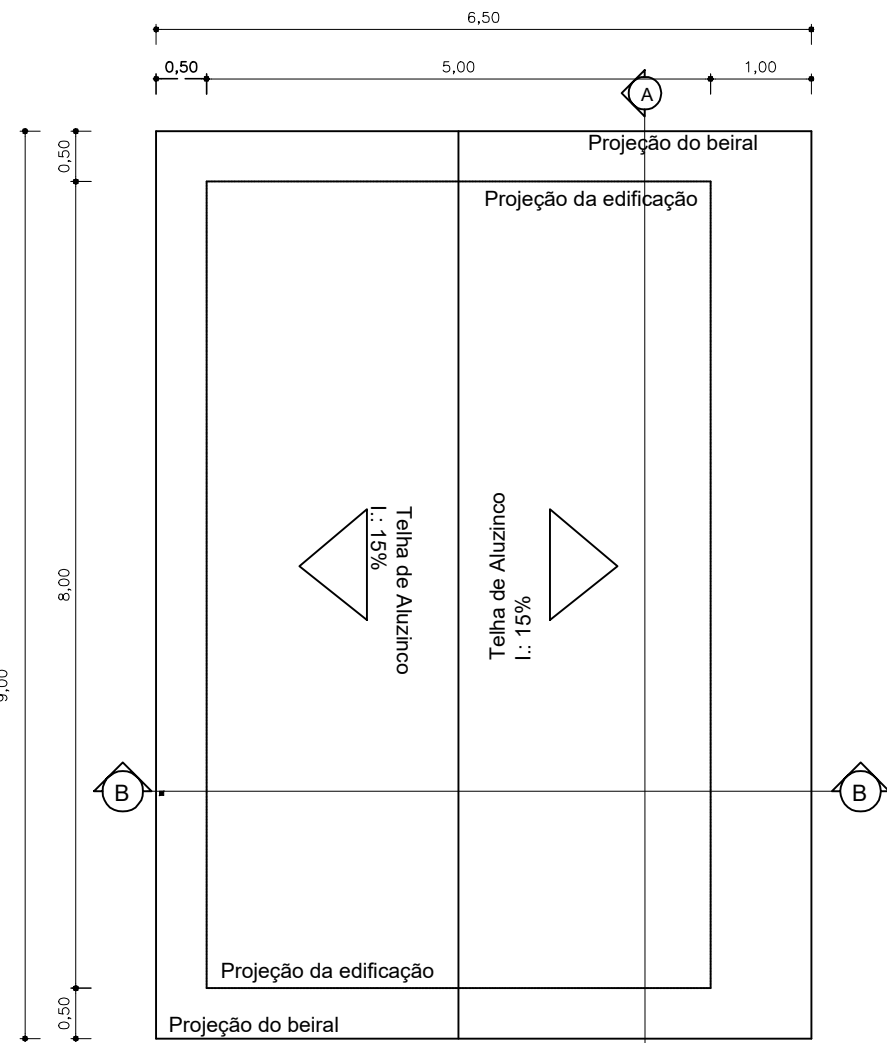 6,50
0,50
5,00
1,00
A
0,50
Projeção do beiral
Projeção da edificação
Telha de Aluzinco
I.: 15%
Telha de Aluzinco
I.: 15%
8,00
9,00
B
B
Projeção da edificação
0,50
Projeção do beiral